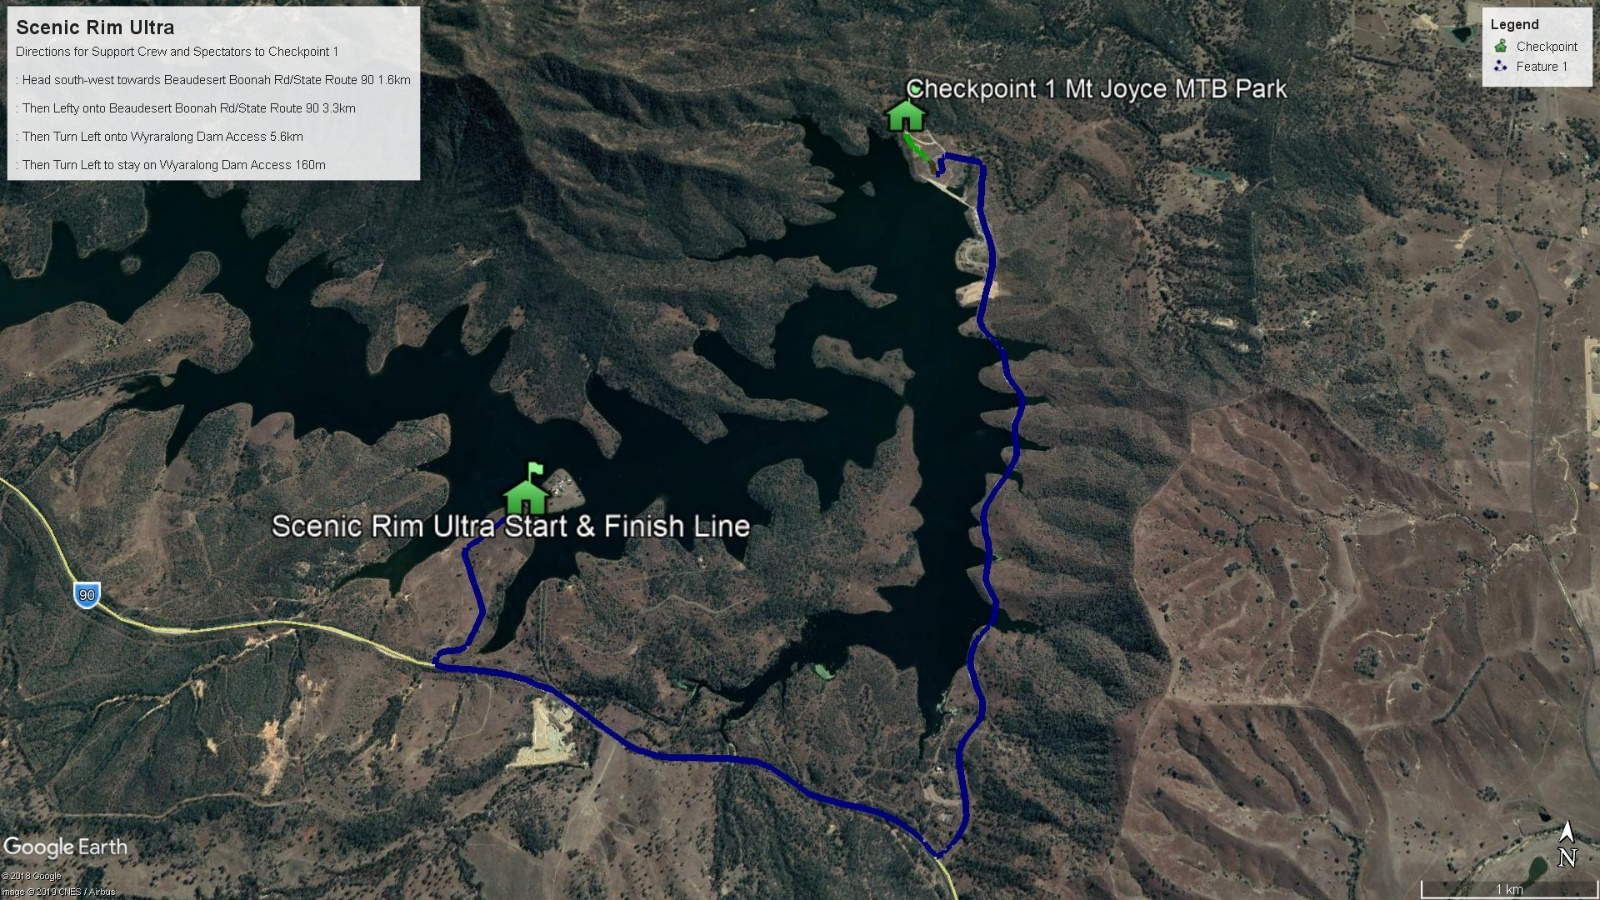 Scenic Rim Ultra
Directions for Support Crew and Spectators to Checkpoint 1
: Head south-west towards Beaudesert Boonah Rd/State Route 90 1.6km
: Then Lefty onto Beaudesert Boonah Rd/State Route 90 3.3km
: Then Turn Left onto Wyraralong Dam Access 5.6km
: Then Turn Left to stay on Wyaralong Dam Access 160m
Legend
Checkpoint
Feature 1
Checkpoint 1 Mt Joyce MTB Park
Scenic Rim Ultra Start & Finish Line
90
Google Earth
© 2018 Google
Image © 2019 CNES / Airbus
N
1 km